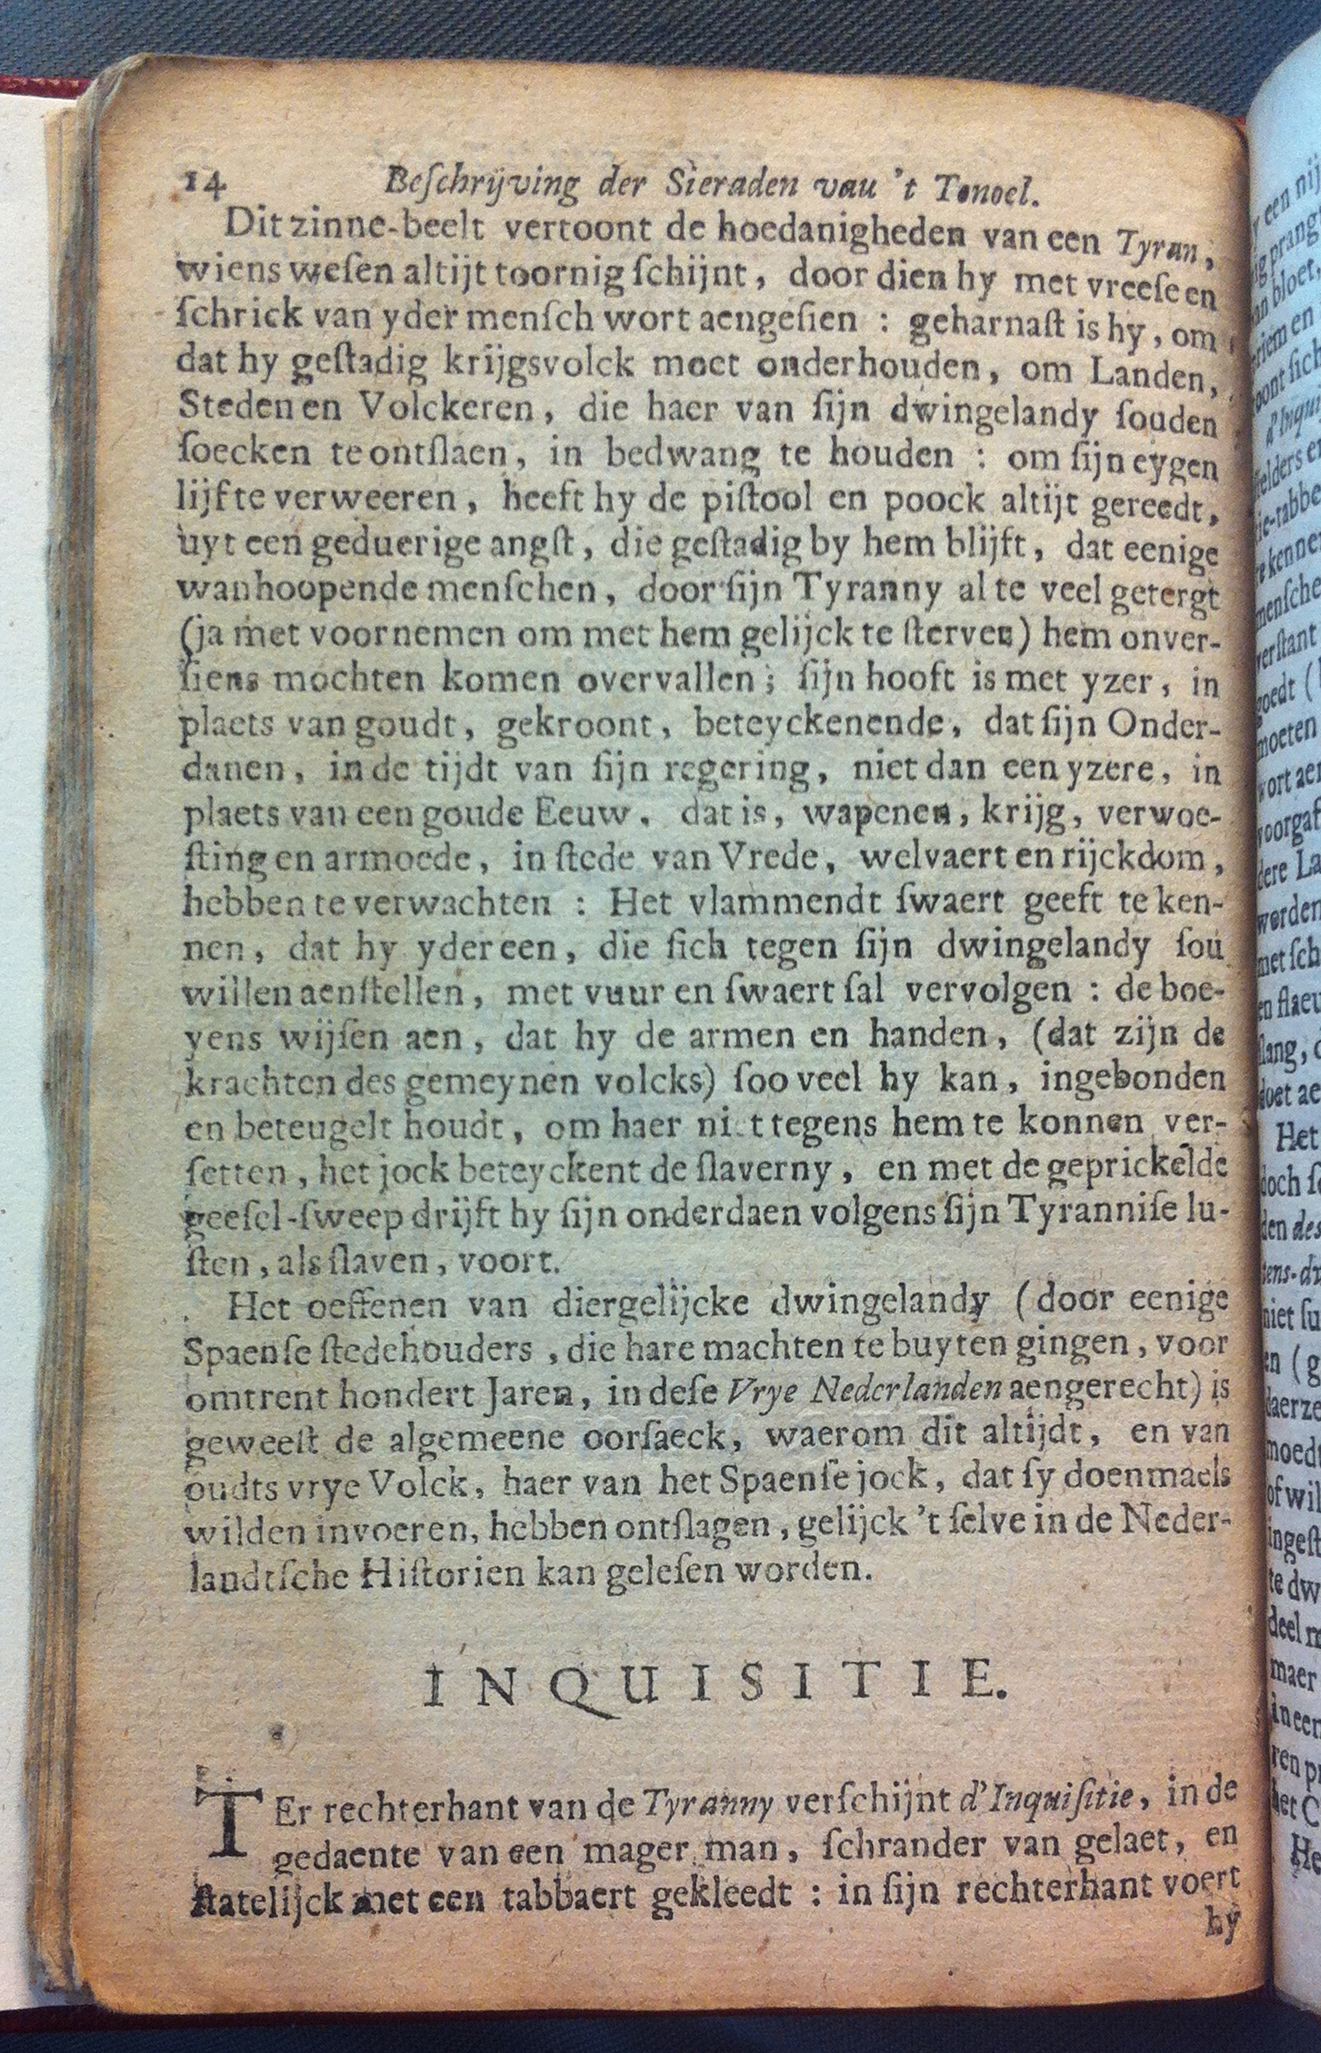 14 Beſchrijving der Sieraden vau 't Tonoel.
Dit zinne-beelt vertoont de hoedanigheden van een Tyran,
wiens weſen altijt toornig ſchijnt, door dien hy met vreeſe en
ſchrick van yder menſch wort aengeſien : geharnaſt is hy, om
dat hy geſtadig krijgsvolck moet onderhouden, om Landen,
Steden en Volckeren, die haer van ſijn dwingelandy ſouden
ſoecken te ontſlaen, in bedwang te houden : om ſijn eygen
lijf te verweeren, heeft hy de piſtool en poock altijt gereedt,
uyt een geduerige angſt, die geſtadig by hem blijft, dat eenige
wanhoopende menſchen, door ſijn Tyranny al te veel getergt
(ja met voornemen om met hem gelijck te ſterven) hem onver-
ſiens mochten komen overvallen; ſijn hooft is met yzer, in
plaets van goudt, gekroont, beteyckenende, dat ſijn Onder-
danen, in de tijdt van ſijn regering, niet dan een yzere, in
plaets van een goude Eeuw, dat is, wapenen, krijg, verwoe-
ſting en armoede, in ſtede van Vrede, welvaert en rijckdom,
hebben te verwachten : Het vlammendt ſwaert geeft te ken-
nen, dat hy yder een, die ſich tegen ſijn dwingelandy ſou
willen aenſtellen, met vuur en ſwaert ſal vervolgen : de boe-
yens wijſen aen, dat hy de armen en handen, (dat zijn de
krachten des gemeynen volcks) ſoo veel hy kan, ingebonden
en beteugelt houdt, om haer ni t tegens hem te konnen ver-
ſetten, het jock beteyckent de ſlaverny, en met de geprickelde
geeſel-ſweep drijft hy ſijn onderdaen volgens ſijn Tyranniſe lu-
ſten, als ſlaven, voort.
Het oeffenen van diergelijcke dwingelandy (door eenige
Spaenſe ſtedehouders, die hare machten te buyten gingen, voor
omtrent hondert Jaren, in deſe Vrye Nederlanden aengerecht) is
geweeſt de algemeene oorſaeck, waerom dit altijdt, en van
oudts vrye Volck, haer van het Spaenſe jock, dat ſy doenmaels
wilden invoeren, hebben ontſlagen, gelijck 't ſelve in de Neder-
landtſche Hiſtorien kan geleſen worden.
INQUISITIE.
TEr rechterhant van de Tyranny verſchijnt d'Inquiſitie, in de
gedaente van een mager man, ſchrander van gelaet, en
ſtatelijck met een tabbaert gekleedt : in ſijn rechterhant voert
hy